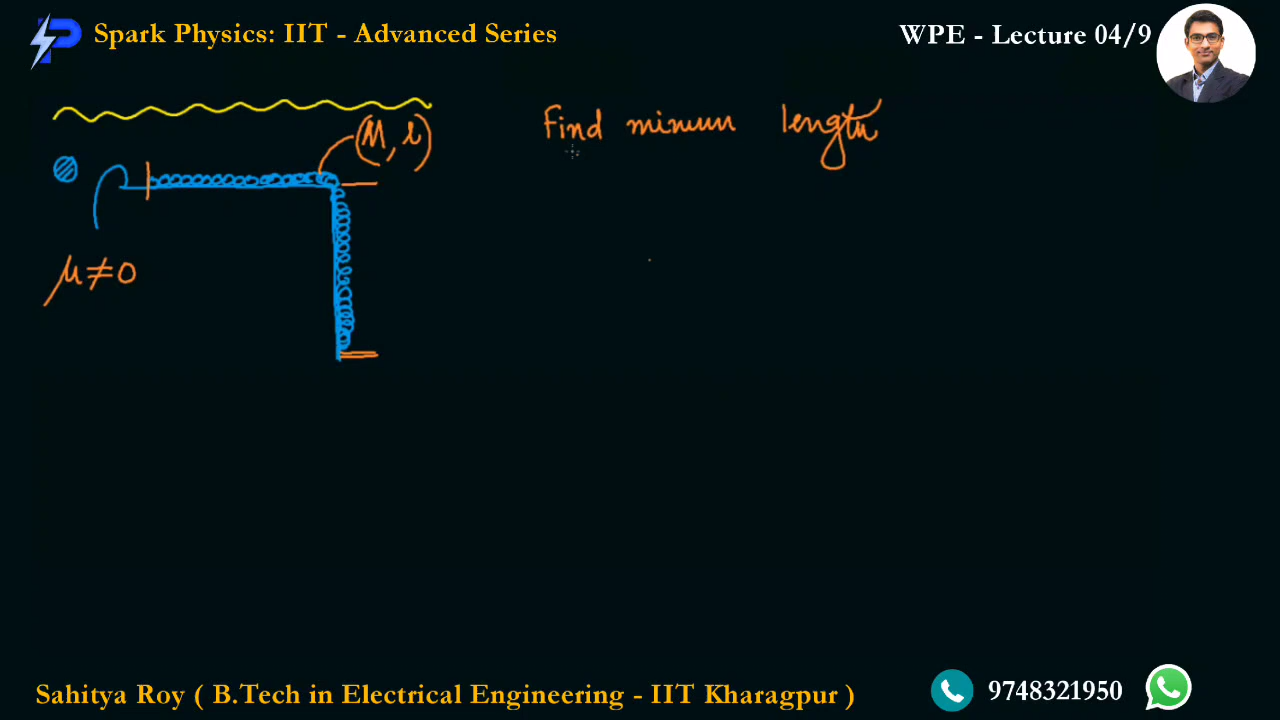 Spark Physics: IIT - Advanced Series
WPE - Lecture 04/9
(M, l)
Find minum length
μ≠0
Sahitya Roy ( B.Tech in Electrical Engineering - IIT Kharagpur )
9748321950